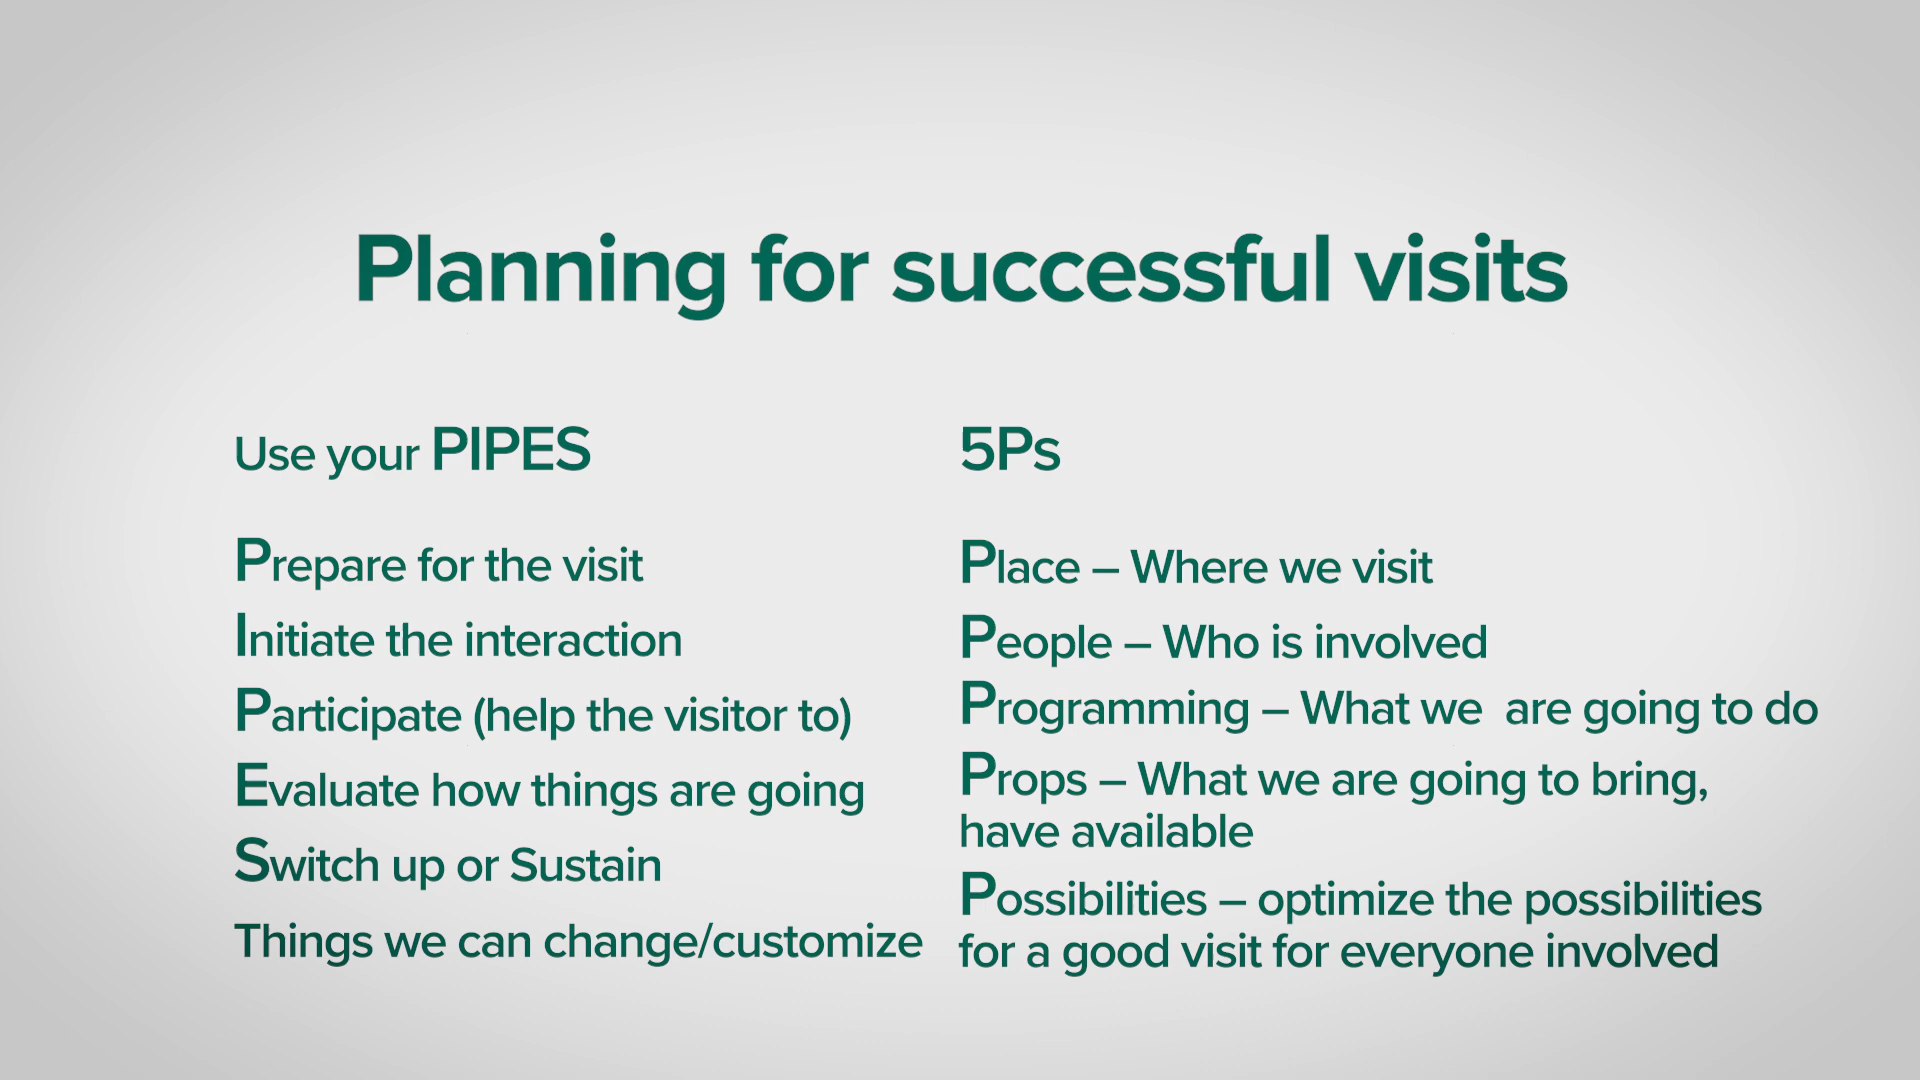 Planning for successful visits
Use your PIPES
Prepare for the visit
Initiate the interaction
Participate (help the visitor to)
Evaluate how things are going
Switch up or Sustain
Things we can change/customize
5Ps
Place – Where we visit
People – Who is involved
Programming – What we  are going to do
Props – What we are going to bring,
have available
Possibilities – optimize the possibilities
for a good visit for everyone involved